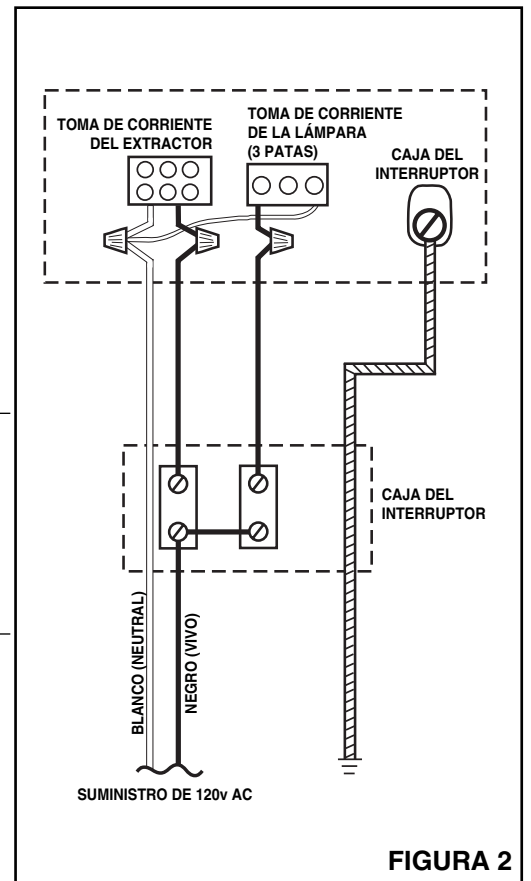 TOMA DE CORRIENTE
DEL EXTRACTOR
TOMA DE CORRIENTE
DE LA LÁMPARA
(3 PATAS)
CAJA DEL
INTERRUPTOR
CAJA DEL
INTERRUPTOR
BLANCO (NEUTRAL)
NEGRO (VIVO)
SUMINISTRO DE 120v AC
FIGURA 2